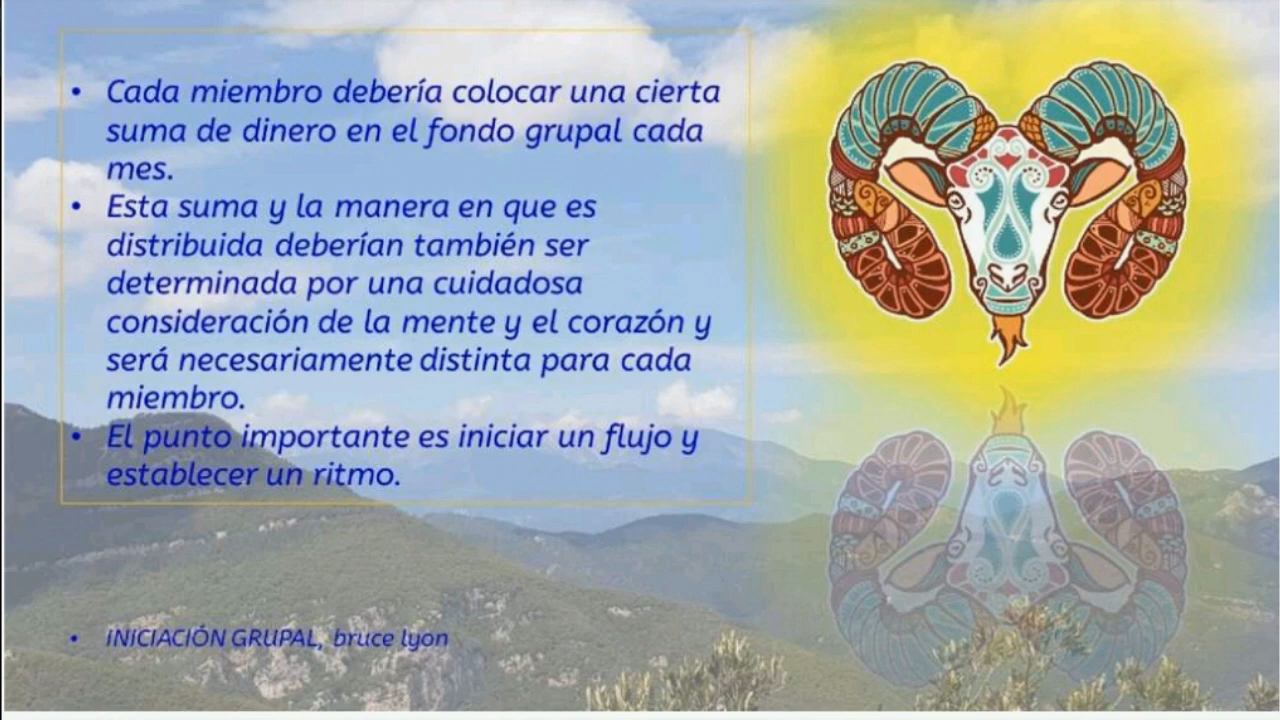 • Cada miembro debería colocar una cierta
suma de dinero en el fondo grupal cada
mes.
• Esta suma y la manera en que es
distribuida deberían también ser
determinada por una cuidadosa
consideración de la mente y el corazón y
será necesariamente distinta para cada
miembro.
• El punto importante es iniciar un flujo y
establecer un ritmo.
• INICIACIÓN GRUPAL, bruce lyon